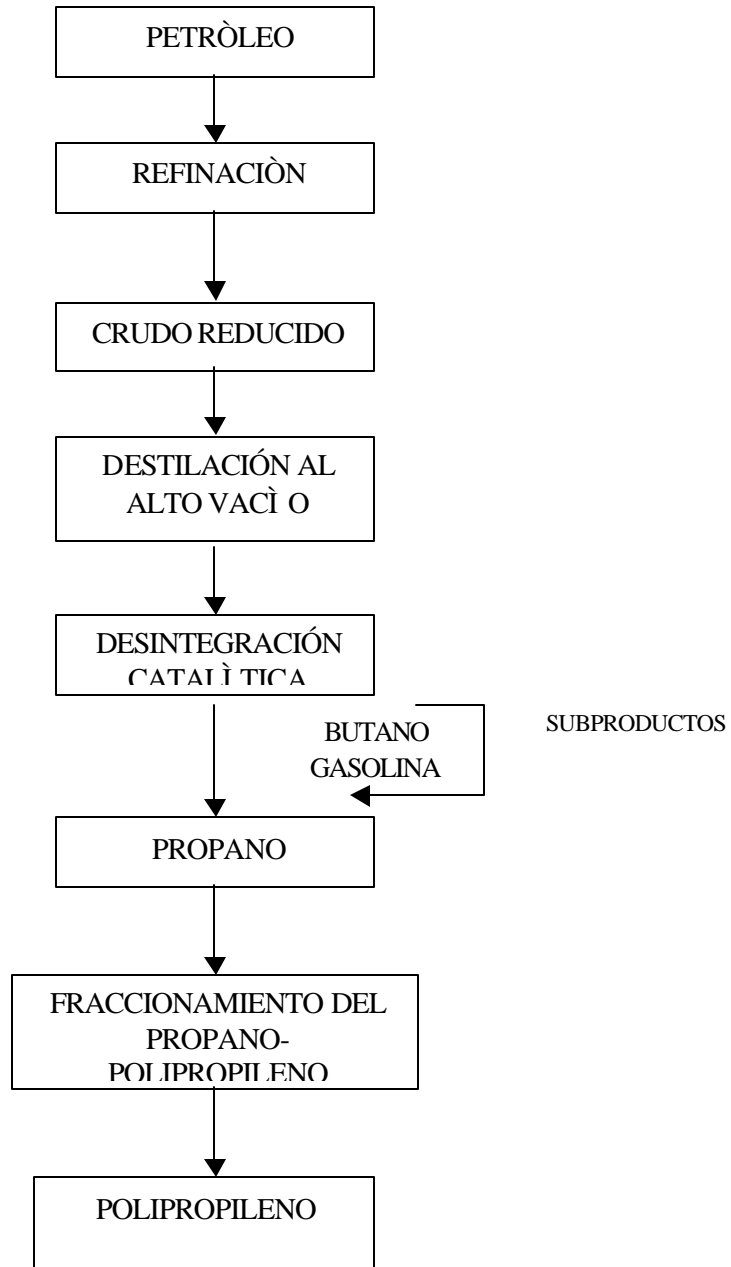 PETRÒLEO
REFINACIÒN
CRUDO REDUCIDO
DESTILACIÓN AL
ALTO VACÌ O
DESINTEGRACIÓN
CATALÌ TICA
BUTANO
GASOLINA
SUBPRODUCTOS
PROPANO
FRACCIONAMIENTO DEL
PROPANO-
POLIPROPILENO
POLIPROPILENO